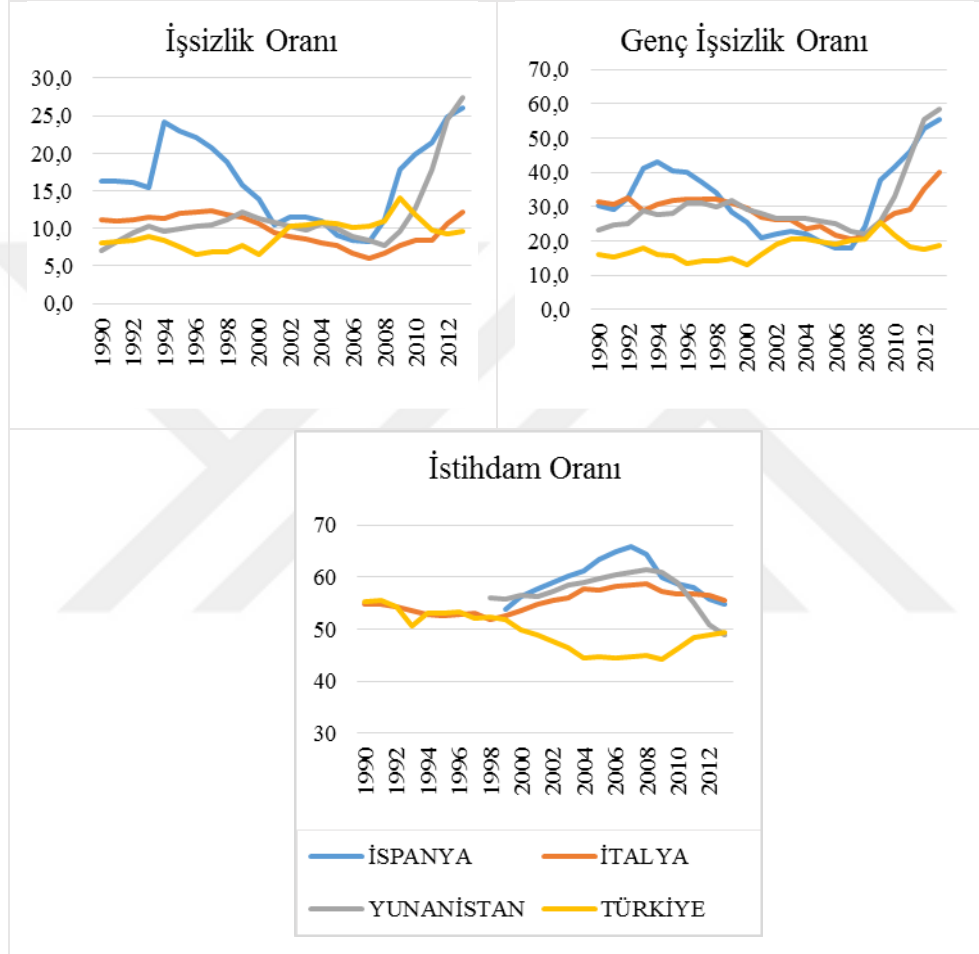 İşsizlik Oranı
30,0
25,0
20,0
15,0
10,0
5,0
0,0
1990 1992 1994 1996 1998 2000 2002 2004 2006 2008 2010 2012
Genç İşsizlik Oranı
70,0
60,0
50,0
40,0
30,0
20,0
10,0
0,0
1990 1992 1994 1996 1998 2000 2002 2004 2006 2008 2010 2012
İstihdam Oranı
70
60
50
40
30
1990 1992 1994 1996 1998 2000 2002 2004 2006 2008 2010 2012
İSPANYA İTALYA
YUNANİSTAN TÜRKİYE